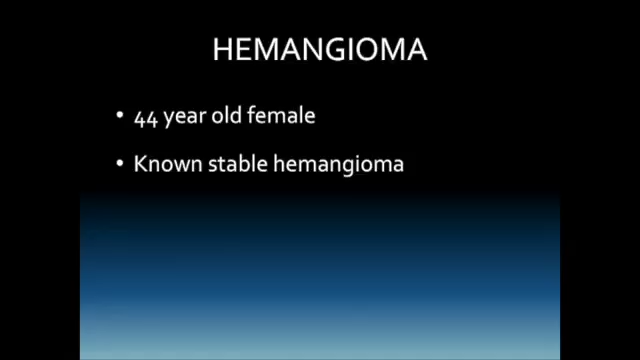 HEMANGIOMA
• 44 year old female
• Known stable hemangioma